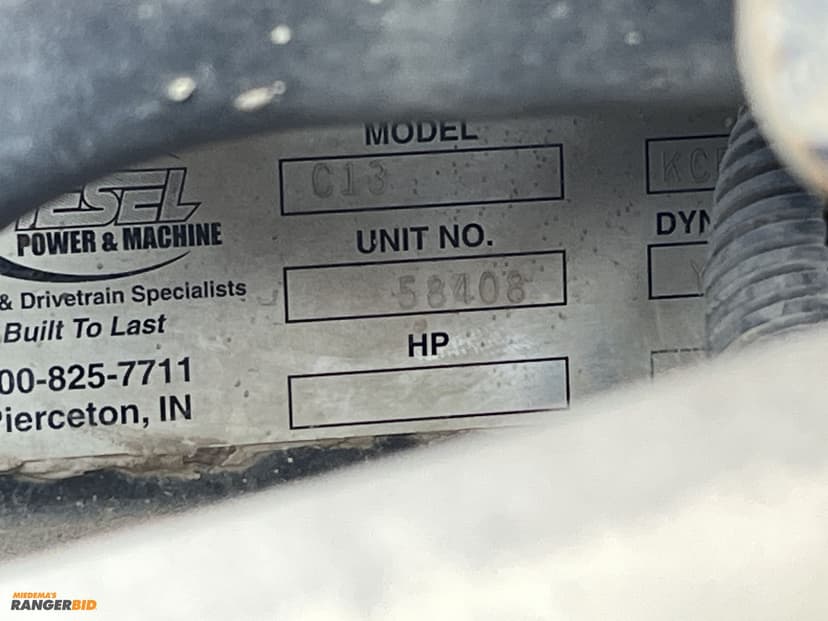 MODEL
C13
KC
POWER & MACHINE
UNIT NO.
DYN
58408
& Drivetrain Specialists
Built To Last
HP
00-825-7711
Pierceton, IN
MIEDEMA'S
RANGERBID